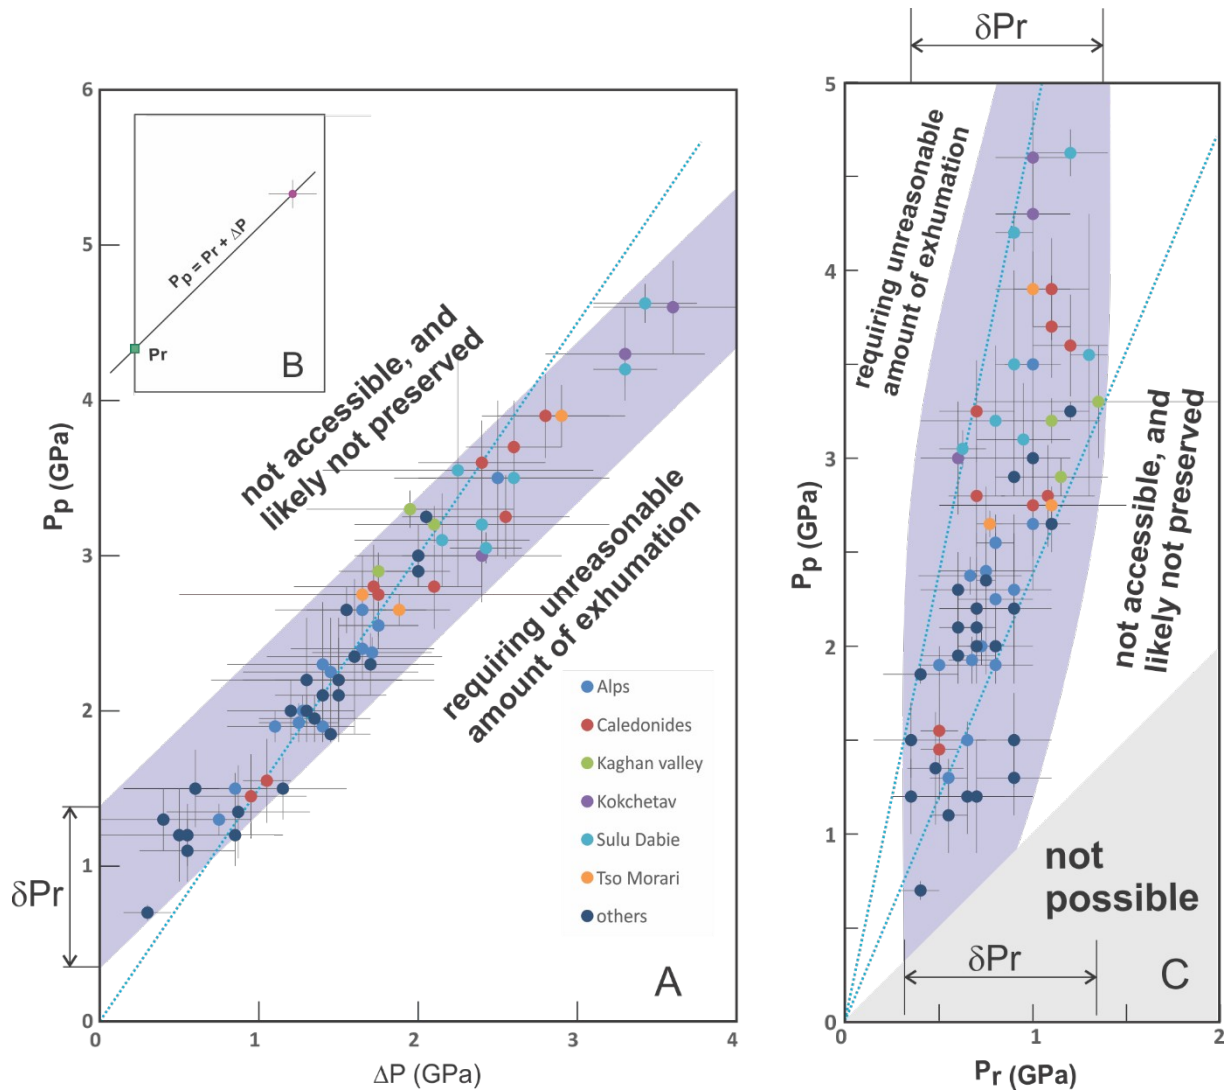 δPr
6
5
4
3
2
1
0
Pp (GPa)
Pp = Pr + ΔP
Pr
B
not accessible, and
likely not preserved
requiring unreasonable
amount of exhumation
Alps
Caledonides
Kaghan valley
Kokchetav
Sulu Dabie
Tso Morari
others
δPr
A
0
1
2
3
4
ΔP (GPa)
5
4
3
2
1
0
Pp (GPa)
requiring unreasonable
amount of exhumation
not accessible, and
likely not preserved
not
possible
δPr
C
0
1
2
Pr (GPa)